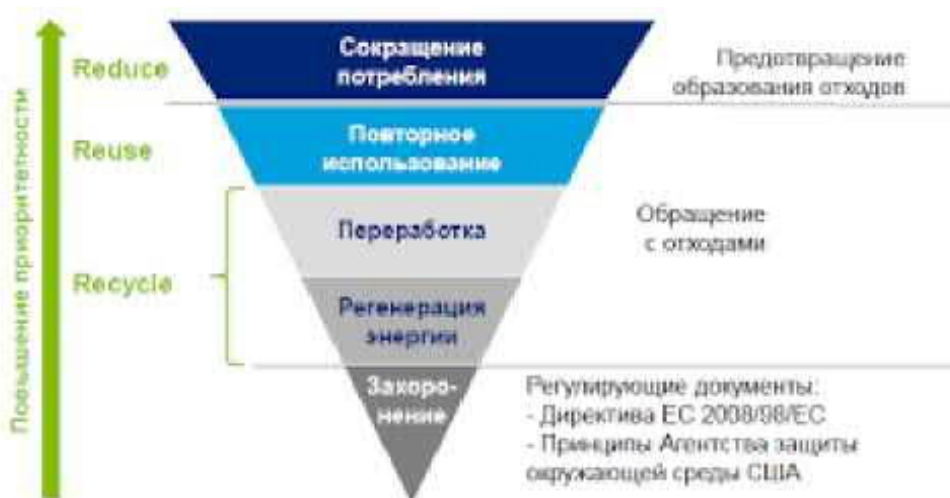 Повышение приоритетности
Reduce
Сокращение
потребления
Предотвращение
образования отходов
Reuse
Повторное
использование
Recycle
Переработка
Обращение
с отходами
Регенерация
энергии
Захоро-
нение
Регулирующие документы:
- Директива ЕС 2008/98/ЕС
- Принципы Агентства защиты
окружающей среды США